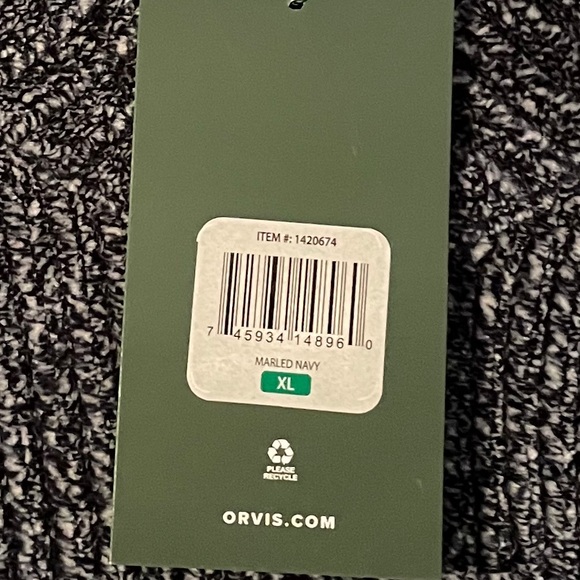 ITEM #: 1420674
7 45934 14896 0
MARLED NAVY
XL
PLEASE
RECYCLE
ORVIS.COM